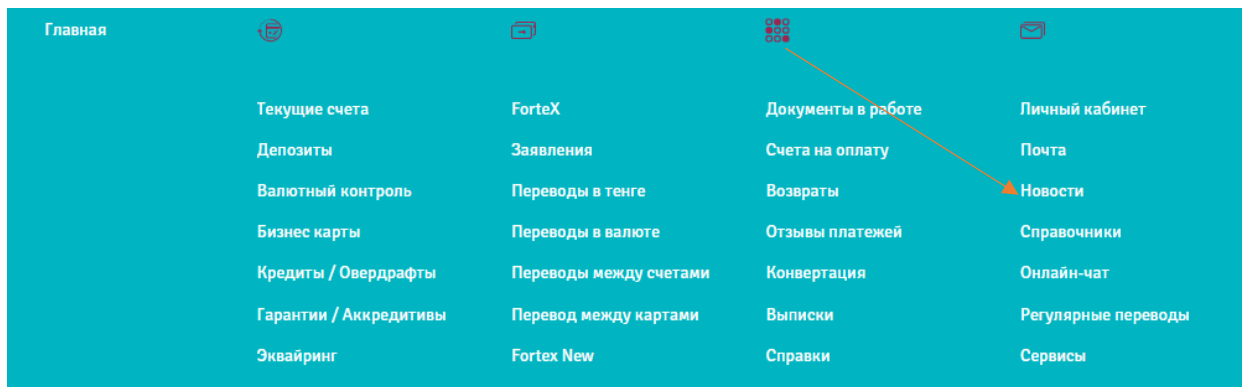 Главная
Текущие счета
Депозиты
Валютный контроль
Бизнес карты
Кредиты / Овердрафты
Гарантии / Аккредитивы
Эквайринг
ForteX
Заявления
Переводы в тенге
Переводы в валюте
Переводы между счетами
Перевод между картами
Fortex New
Документы в работе
Счета на оплату
Возвраты
Отзывы платежей
Конвертация
Выписки
Справки
Личный кабинет
Почта
Новости
Справочники
Онлайн-чат
Регулярные переводы
Сервисы